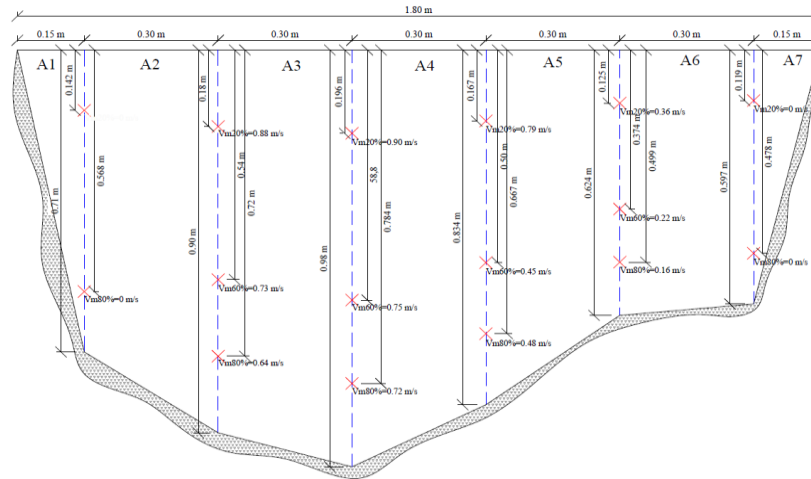 1.80 m
0.15 m
0.30 m
0.30 m
0.30 m
0.30 m
0.30 m
0.15 m
A1
A2
A3
A4
A5
A6
A7
0.142 m
0.568 m
0.71 m
Vm80%=0 m/s
0.18 m
0.54 m
0.72 m
0.90 m
Vm20%=0.88 m/s
Vm60%=0.73 m/s
Vm80%=0.64 m/s
0.196 m
58,8
0.784 m
0.98 m
Vm20%=0.90 m/s
Vm60%=0.75 m/s
Vm80%=0.72 m/s
0.167 m
0.50 m
0.667 m
0.834 m
Vm20%=0.79 m/s
Vm60%=0.45 m/s
Vm80%=0.48 m/s
0.125 m
0.374 m
0.499 m
0.624 m
Vm20%=0.36 m/s
Vm60%=0.22 m/s
Vm80%=0.16 m/s
0.119 m
0.478 m
0.597 m
Vm20%=0 m/s
Vm80%=0 m/s